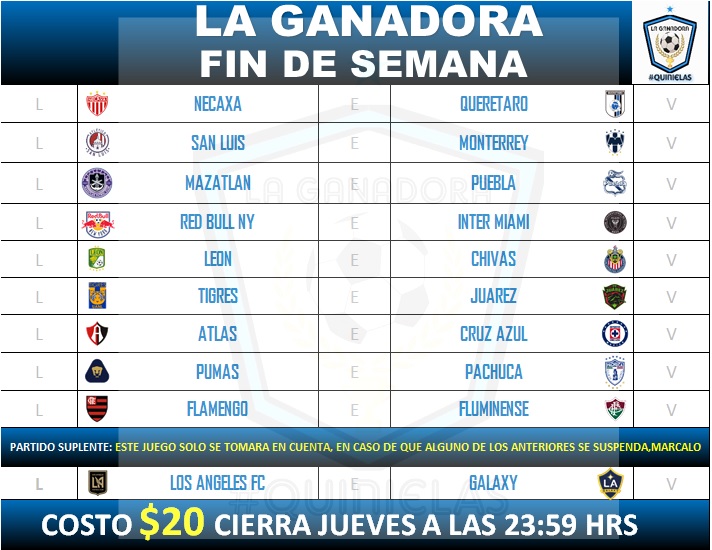 LA GANADORA
FIN DE SEMANA
LA GANADORA
#QUINIELAS
L NECAXA E QUERETARO V
L SAN LUIS E MONTERREY V
L MAZATLAN E PUEBLA V
L RED BULL NY E INTER MIAMI V
L LEON E CHIVAS V
L TIGRES E JUAREZ V
L ATLAS E CRUZ AZUL V
L PUMAS E PACHUCA V
L FLAMENGO E FLUMINENSE V
PARTIDO SUPLENTE: ESTE JUEGO SOLO SE TOMARA EN CUENTA, EN CASO DE QUE ALGUNO DE LOS ANTERIORES SE SUSPENDA,MARCALO
L LOS ANGELES FC E GALAXY V
LA GANADORA
#QUINIELAS
COSTO $20 CIERRA JUEVES A LAS 23:59 HRS